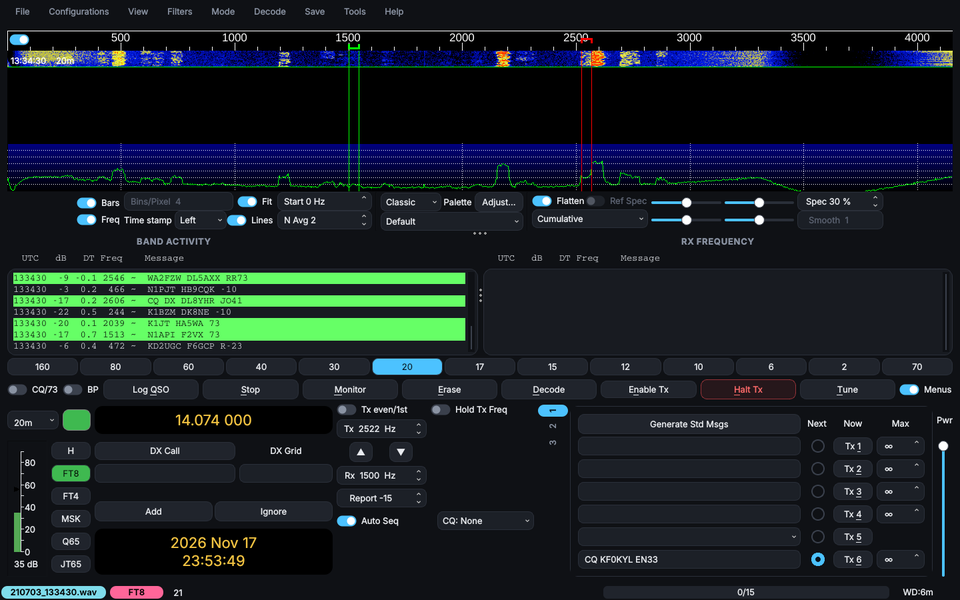 File Configurations View Filters Mode Decode Save Tools Help
500 1000 1500 2000 2500 3000 3500 4000
13:34:30 20m
Bars Bins/Pixel 4 Fit Start 0 Hz Classic Palette Adjust... Flatten Ref Spec Spec 30 %
Freq Time stamp Left Lines N Avg 2 Default Cumulative Smooth 1
BAND ACTIVITY RX FREQUENCY
UTC dB DT Freq Message UTC dB DT Freq Message
133430 -9 -0.1 2546 ~ WA2FZW DL5AXX RR73
133430 -3 0.2 466 ~ N1PJT HB9CQK -10
133430 -17 0.2 2606 ~ CQ DX DL8YHR JO41
133430 -22 0.5 244 ~ K1BZM DK8NE -10
133430 -20 0.1 2039 ~ K1JT HA5WA 73
133430 -17 0.7 1513 ~ N1API F2VX 73
133430 -6 0.4 472 ~ KD2UGC F6GCP R-23
160 80 60 40 30 20 17 15 12 10 6 2 70
CQ/73 BP Log QSO Stop Monitor Erase Decode Enable Tx Halt Tx Tune Menus
20m 14.074 000 Tx even/1st Hold Tx Freq 1 Generate Std Msgs Next Now Max Pwr
Tx 2522 Hz 2
3
H DX Call DX Grid Tx 1 ∞
80
FT8 Rx 1500 Hz Tx 2 ∞
60
FT4 Report -15 Tx 3 ∞
40
MSK Add Ignore Auto Seq CQ: None Tx 4 ∞
20
Q65 2026 Nov 17 Tx 5
0
JT65 23:53:49 CQ KF0KYL EN33 Tx 6 ∞
35 dB
210703_133430.wav FT8 21 0/15 WD:6m